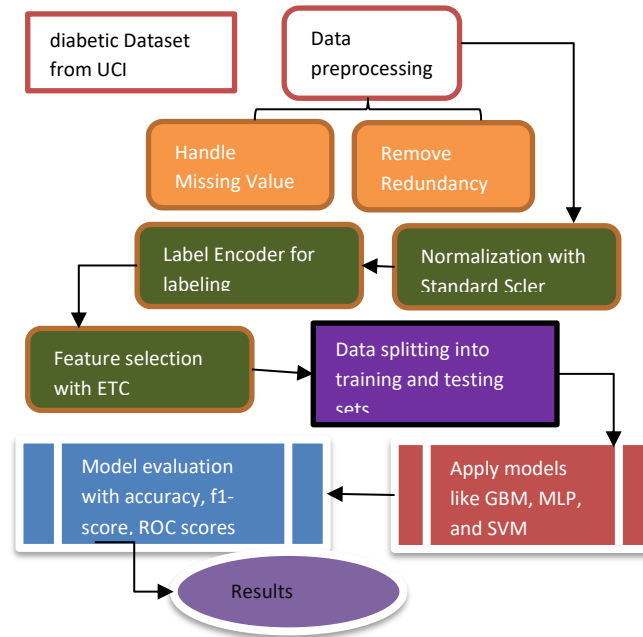 diabetic Dataset
from UCI
Data
preprocessing
Handle
Missing Value
Remove
Redundancy
Label Encoder for
labeling
Normalization with
Standard Scler
Feature selection
with ETC
Data splitting into
training and testing
sets
Model evaluation
with accuracy, f1-
score, ROC scores
Apply models
like GBM, MLP,
and SVM
Results